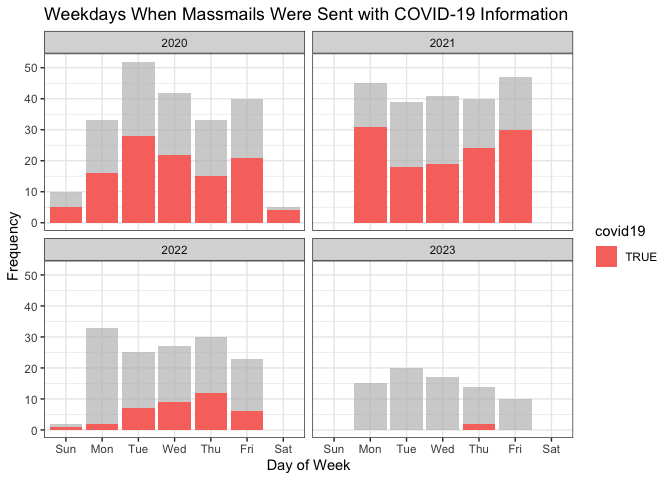 Weekdays When Massmails Were Sent with COVID-19 Information
2020
2021
50
40
30
20
10
0
2022
2023
50
40
30
20
10
0
Frequency
Sun Mon Tue Wed Thu Fri Sat
Sun Mon Tue Wed Thu Fri Sat
Day of Week
covid19
TRUE